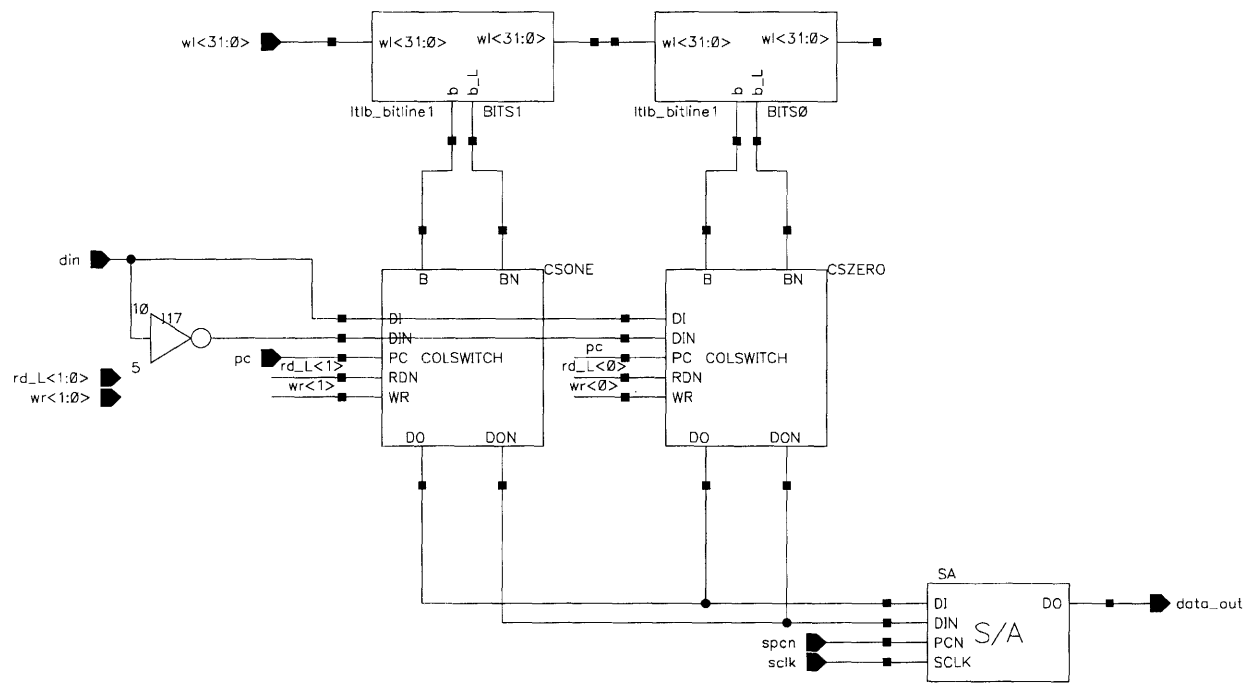 wl<31:0> wl<31:0> wl<31:0> wl<31:0> wl<31:0>
b b_L b b_L
ltlb_bitline1 BITS1 ltlb_bitline1 BITS0
din CSONE CSZERO
B BN B BN
10 I17 DI DI
DIN DIN
pc PC COLSWITCH pc PC COLSWITCH
5 rd_L<1> RDN rd_L<0> RDN
rd_L<1:0>
wr<1:0> wr<1> WR wr<0> WR
DO DON DO DON
SA
DI DO data_out
DIN S/A
spcn PCN
sclk SCLK